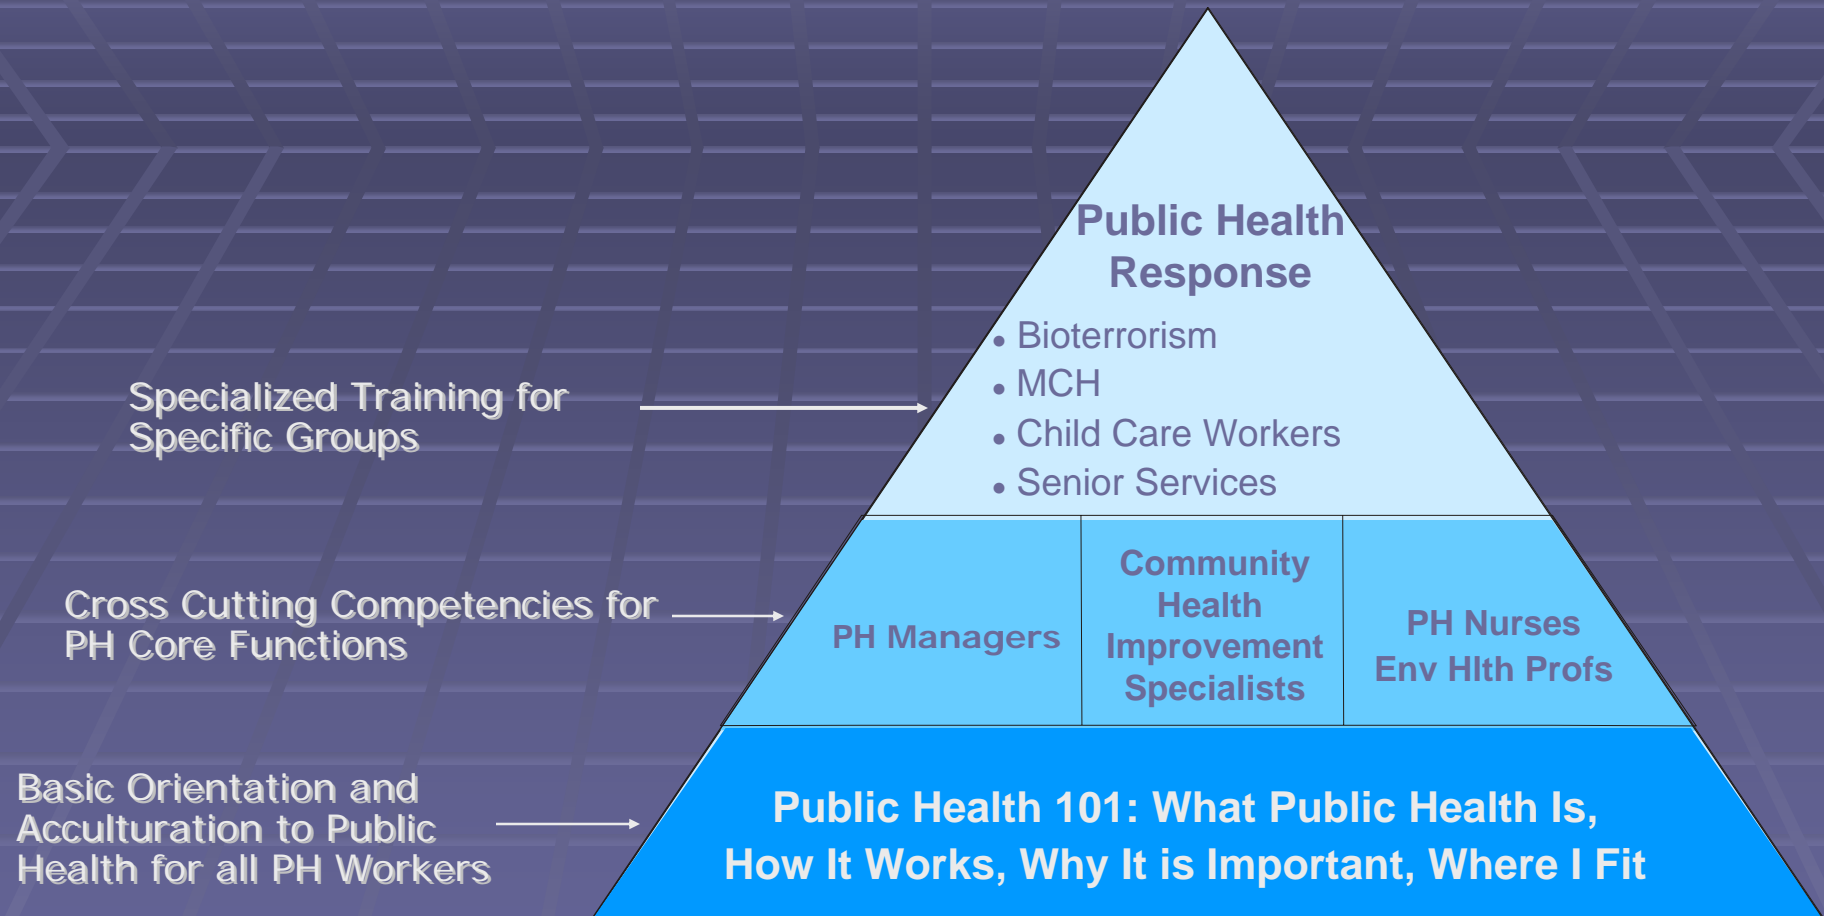 Public Health
Response
• Bioterrorism
• MCH
• Child Care Workers
• Senior Services
Specialized Training for
Specific Groups
Cross Cutting Competencies for
PH Core Functions
PH Managers
Community
Health
Improvement
Specialists
PH Nurses
Env Hlth Profs
Basic Orientation and
Acculturation to Public
Health for all PH Workers
Public Health 101: What Public Health Is,
How It Works, Why It is Important, Where I Fit